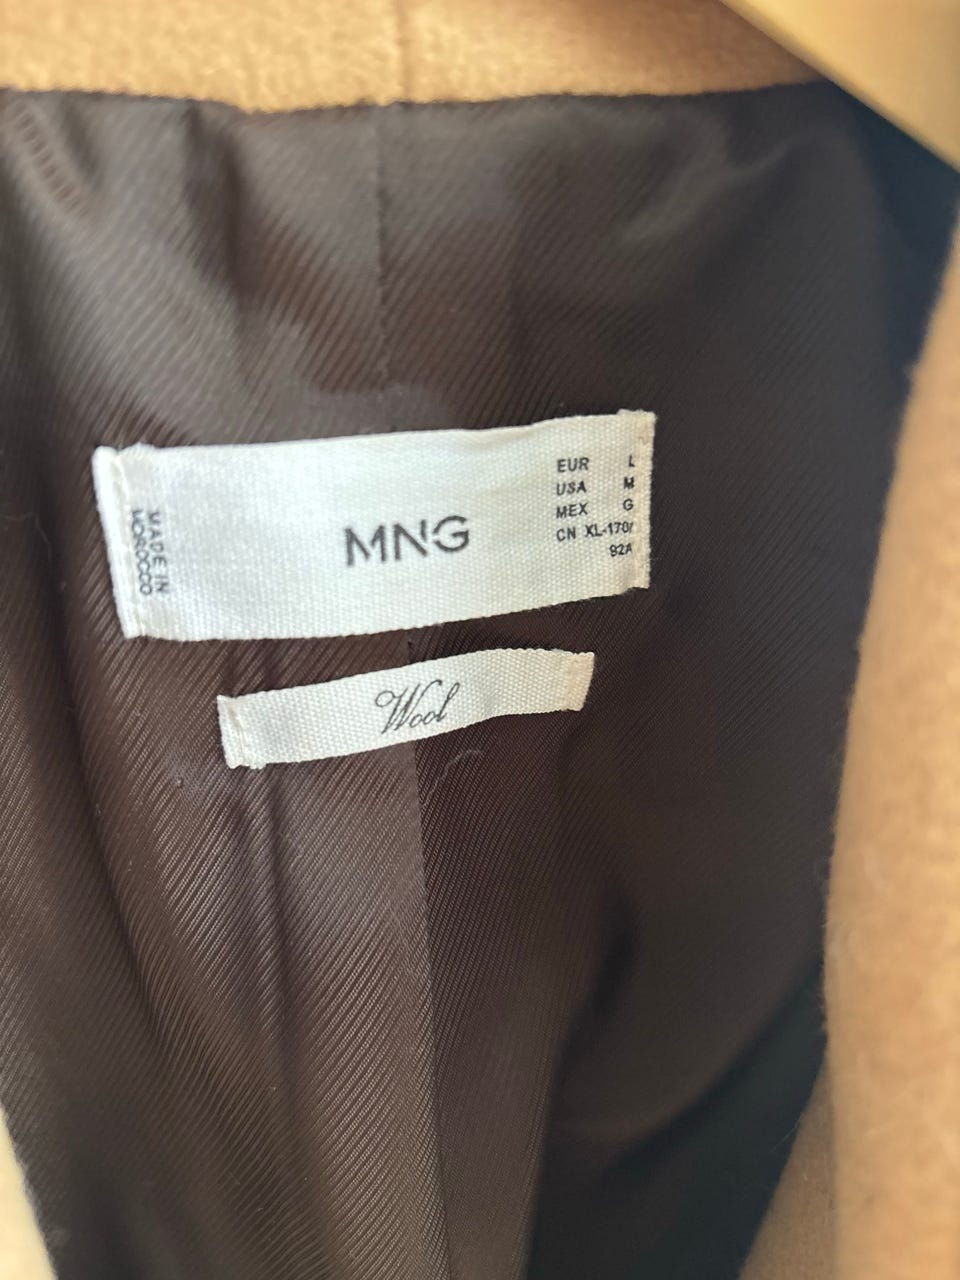 MADE IN
MOROCCO
MNG
EUR L
USA M
MEX G
CN XL-170/
92A
Wool